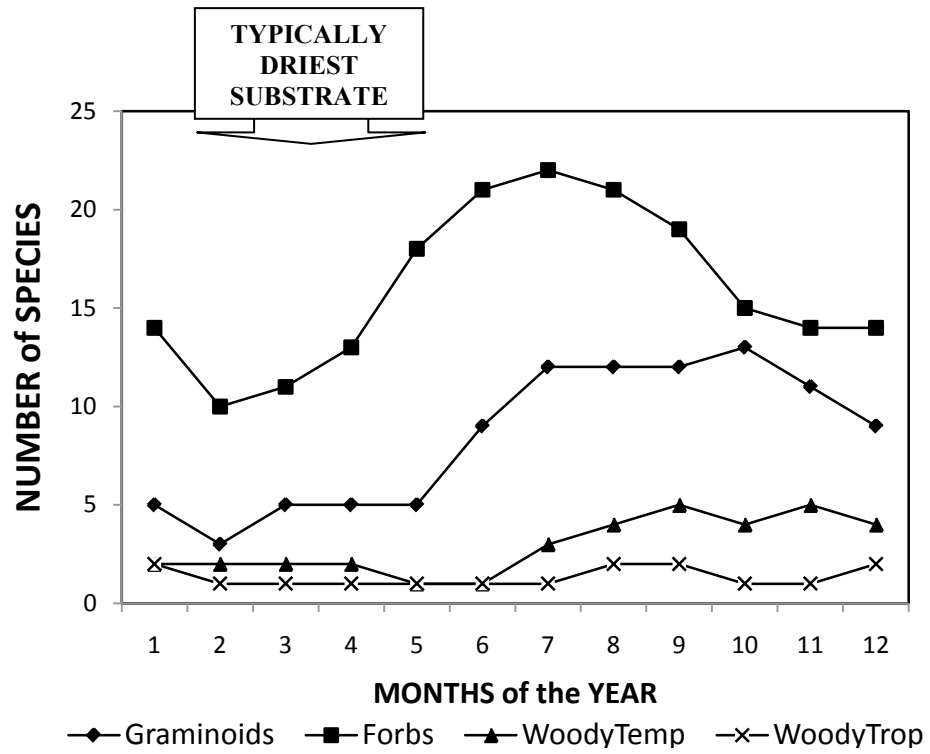 TYPICALLY
DRIEST
SUBSTRATE
25
20
15
10
5
0
NUMBER of SPECIES
1 2 3 4 5 6 7 8 9 10 11 12
MONTHS of the YEAR
Graminoids Forbs WoodyTemp WoodyTrop